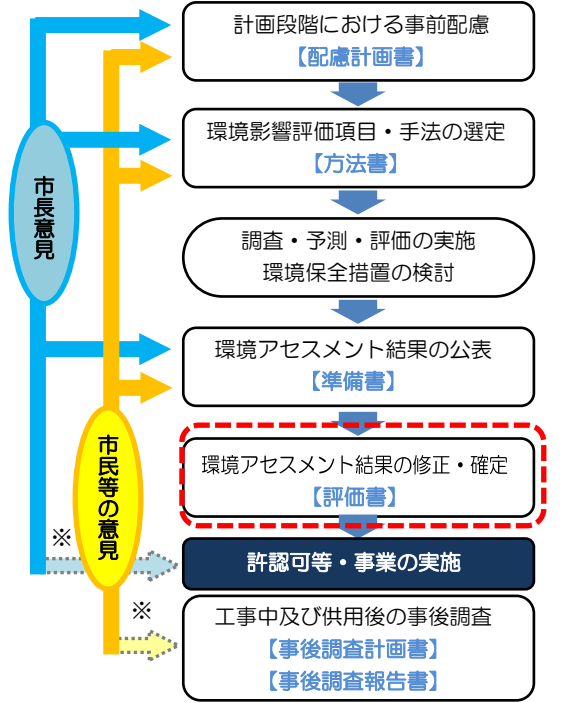 計画段階における事前配慮
【配慮計画書】
環境影響評価項目・手法の選定
【方法書】
市長意見
調査・予測・評価の実施
環境保全措置の検討
環境アセスメント結果の公表
【準備書】
市民等の意見
環境アセスメント結果の修正・確定
【評価書】
※
許認可等・事業の実施
※
工事中及び供用後の事後調査
【事後調査計画書】
【事後調査報告書】